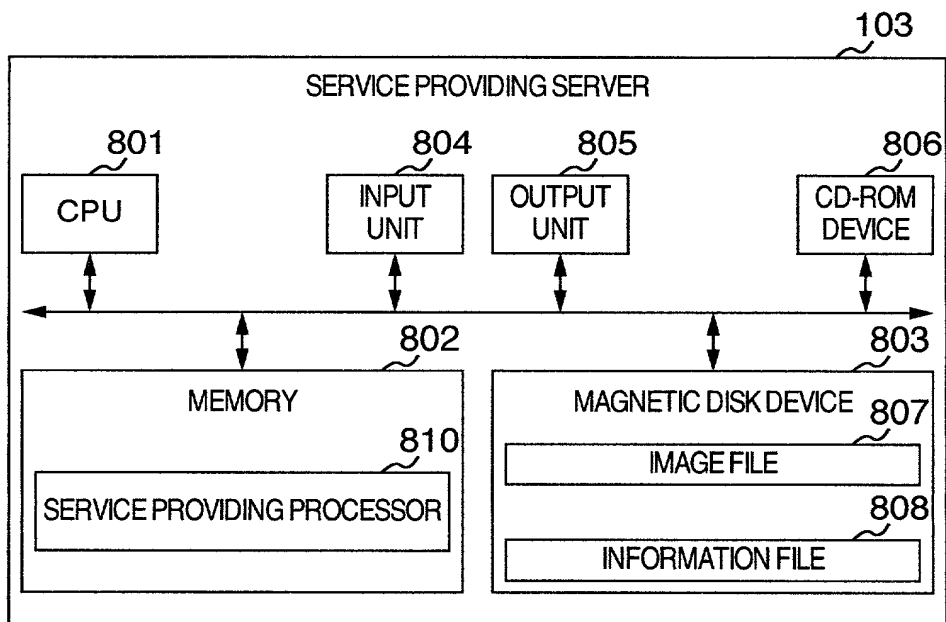 103
SERVICE PROVIDING SERVER
801
804
805
806
CPU
INPUT
UNIT
OUTPUT
UNIT
CD-ROM
DEVICE
802
803
MEMORY
MAGNETIC DISK DEVICE
810
807
SERVICE PROVIDING PROCESSOR
IMAGE FILE
808
INFORMATION FILE